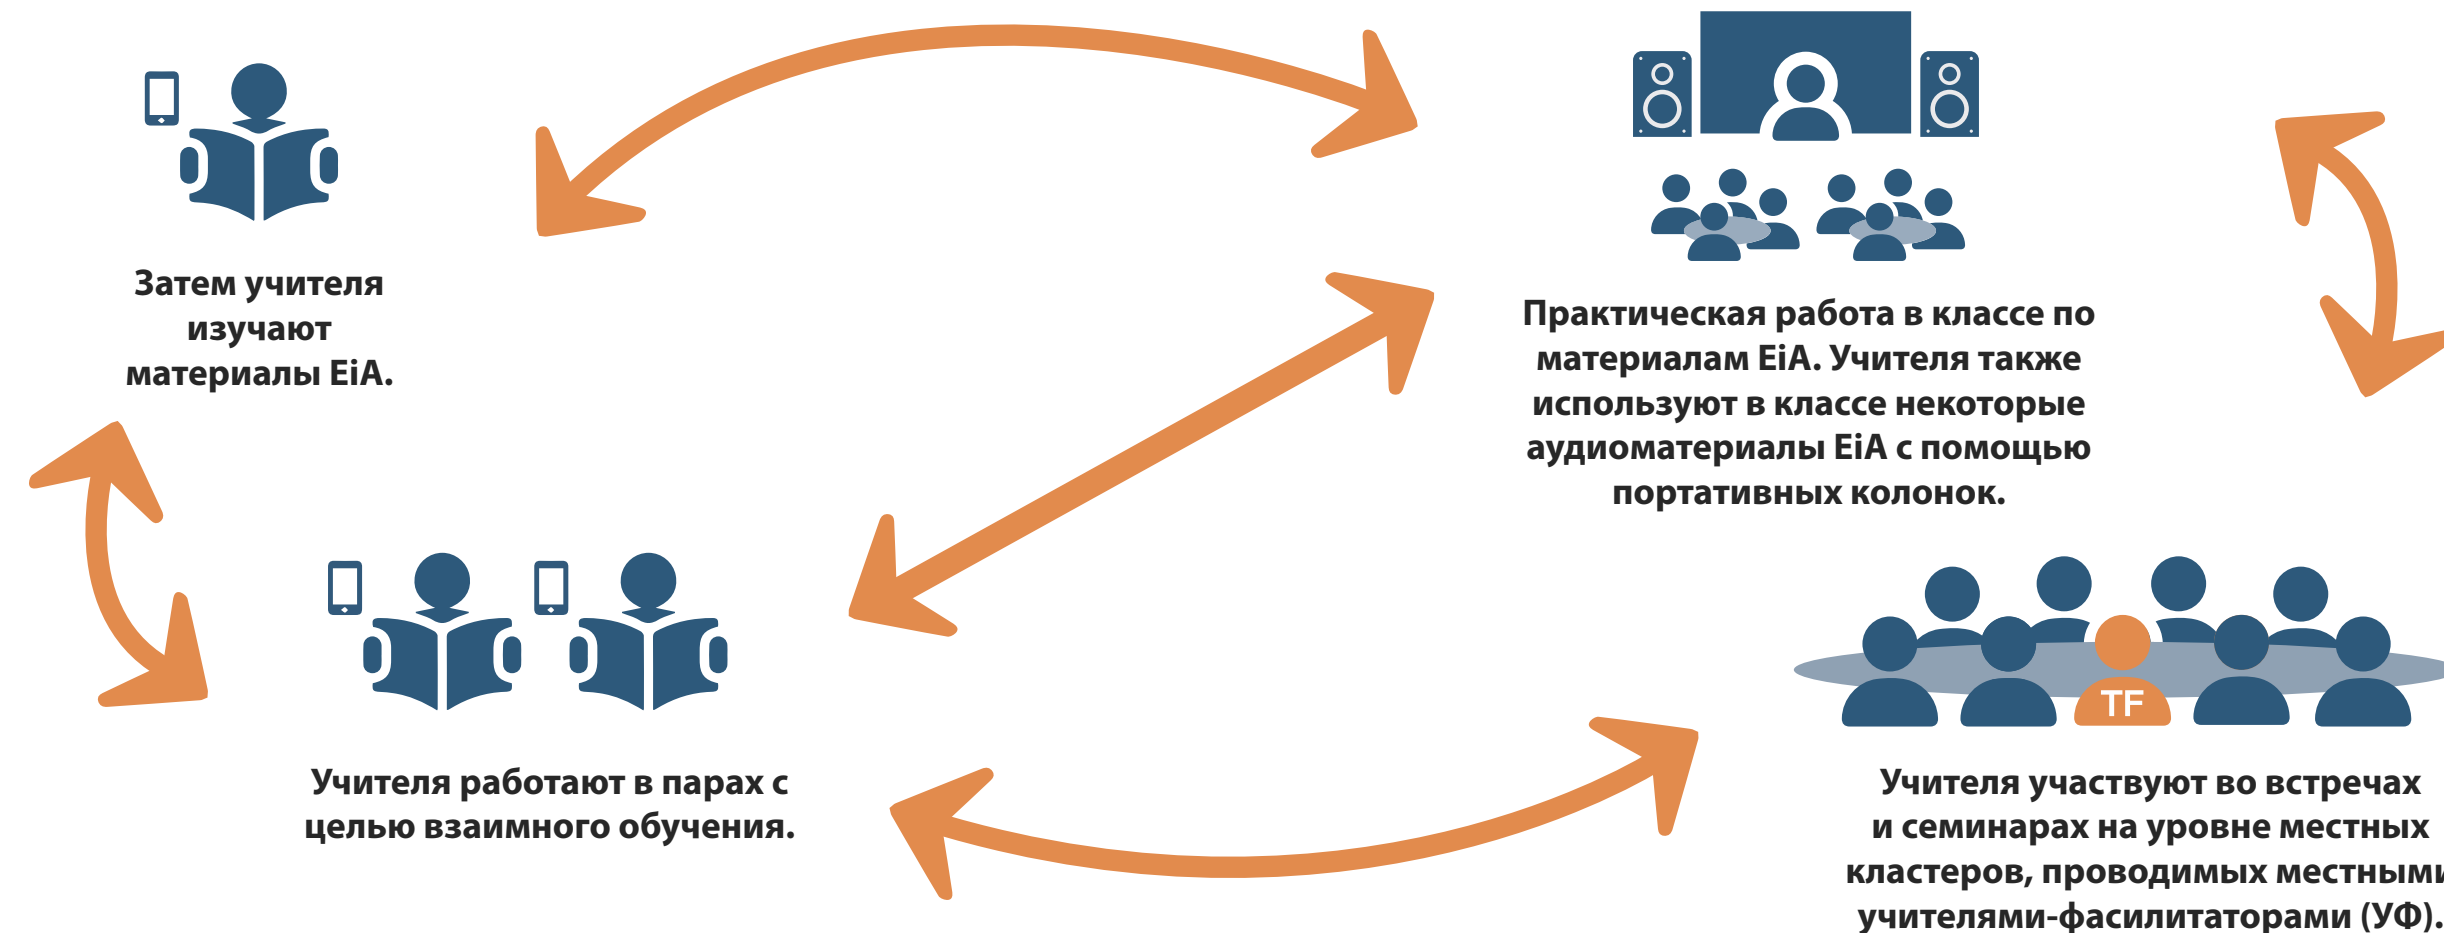 Затем учителя
изучают
материалы EiA.
Практическая работа в классе по
материалам EiA. Учителя также
используют в классе некоторые
аудиоматериалы EiA с помощью
портативных колонок.
Учителя работают в парах с
целью взаимного обучения.
TF
Учителя участвуют во встречах
и семинарах на уровне местных
кластеров, проводимых местными
учителями-фасилитаторами (УФ).